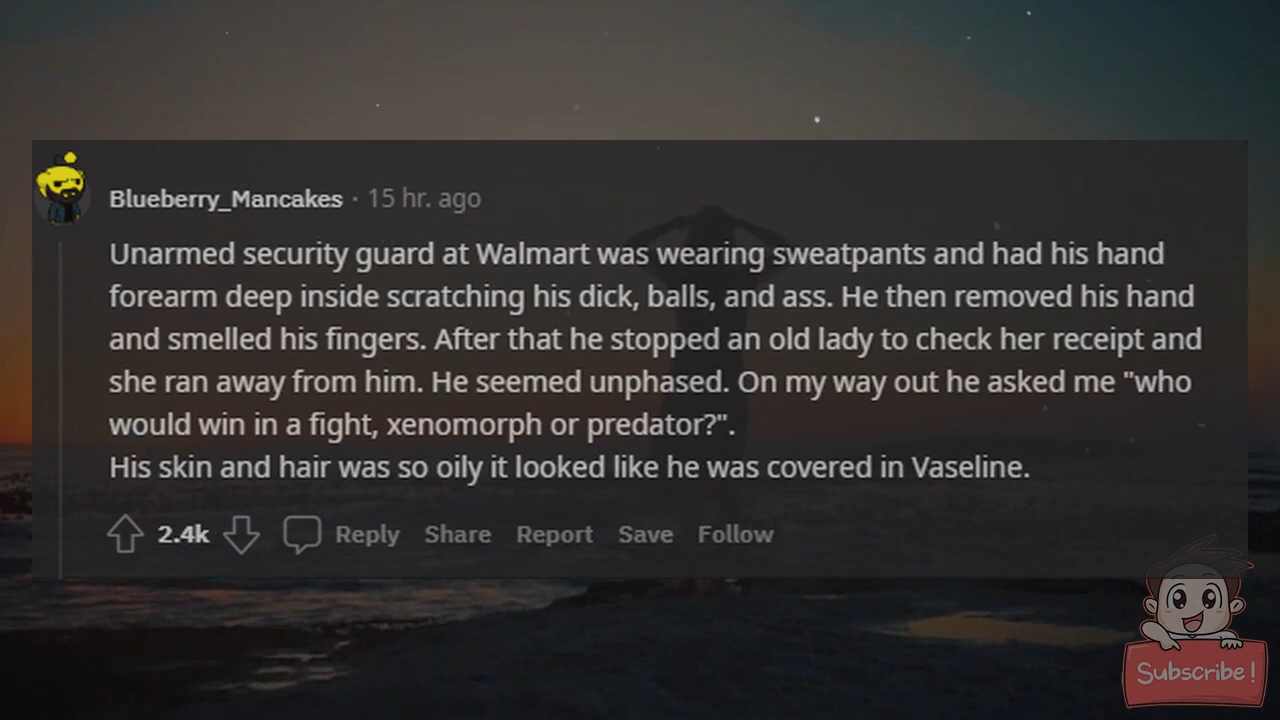 Blueberry_Mancakes · 15 hr. ago
Unarmed security guard at Walmart was wearing sweatpants and had his hand
forearm deep inside scratching his dick, balls, and ass. He then removed his hand
and smelled his fingers. After that he stopped an old lady to check her receipt and
she ran away from him. He seemed unphased. On my way out he asked me "who
would win in a fight, xenomorph or predator?".
His skin and hair was so oily it looked like he was covered in Vaseline.
2.4k Reply Share Report Save Follow
Subscribe!